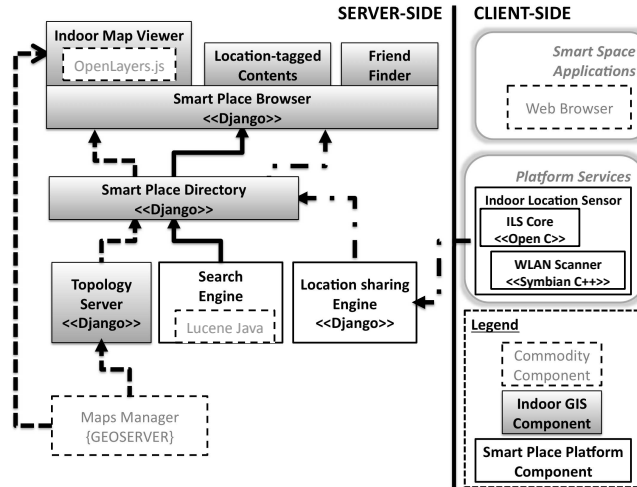 SERVER-SIDE
CLIENT-SIDE
Indoor Map Viewer
OpenLayers.js
Location-tagged
Contents
Friend
Finder
Smart Place Browser
<<Django>>
Smart Space
Applications
Web Browser
Smart Place Directory
<<Django>>
Platform Services
Indoor Location Sensor
ILS Core
<<Open C>>
WLAN Scanner
<<Symbian C++>>
Topology
Server
<<Django>>
Search
Engine
Lucene Java
Location sharing
Engine
<<Django>>
Maps Manager
{GEOSERVER}
Legend
Commodity
Component
Indoor GIS
Component
Smart Place Platform
Component